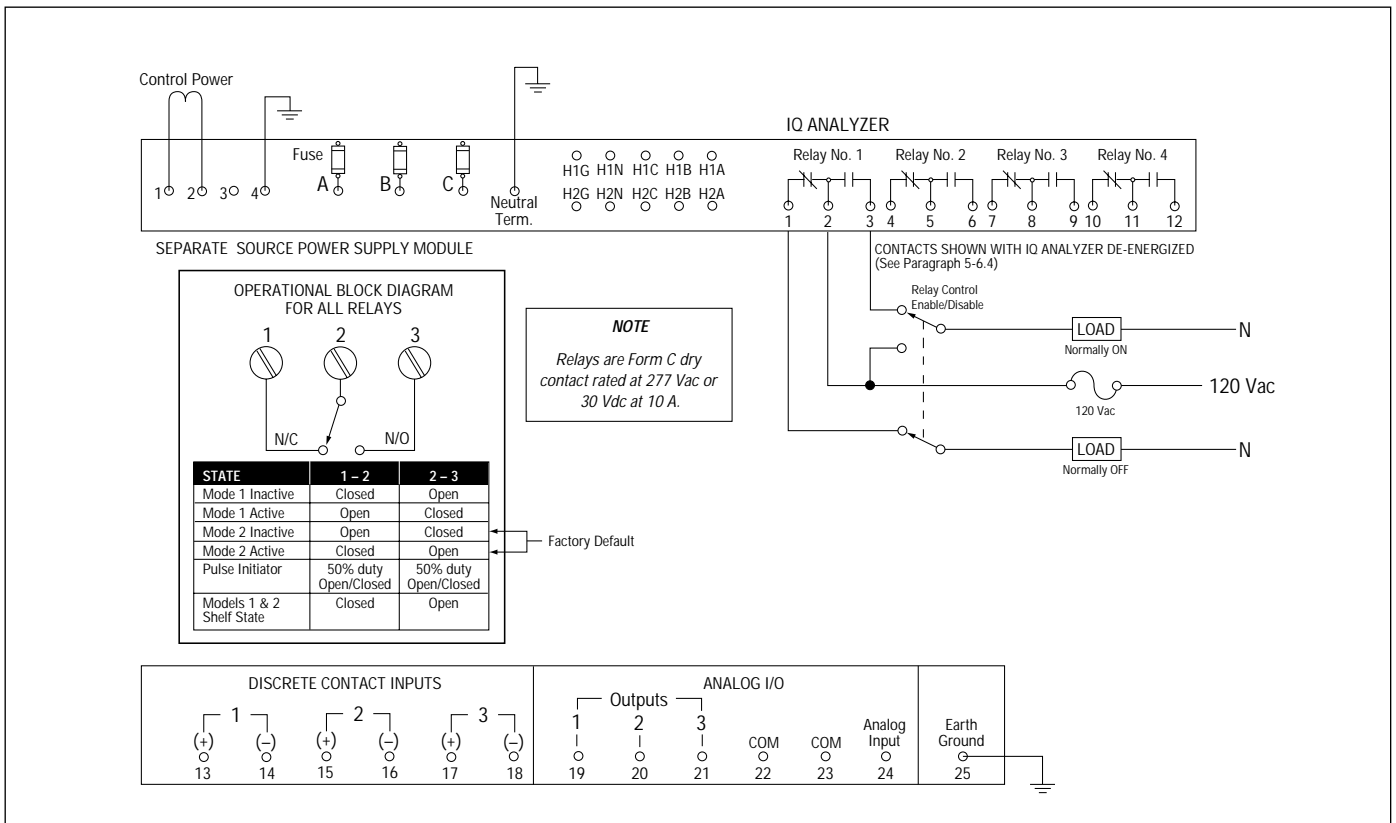 Control Power
IQ ANALYZER
Fuse
A B C
1 2 3 4
Neutral
Term.
H1G H1N H1C H1B H1A
H2G H2N H2C H2B H2A
Relay No. 1 Relay No. 2 Relay No. 3 Relay No. 4
1 2 3 4 5 6 7 8 9 10 11 12
SEPARATE SOURCE POWER SUPPLY MODULE
CONTACTS SHOWN WITH IQ ANALYZER DE-ENERGIZED
(See Paragraph 5-6.4)
OPERATIONAL BLOCK DIAGRAM
FOR ALL RELAYS
1 2 3
N/C N/O
STATE 1 – 2 2 – 3
Mode 1 Inactive Closed Open
Mode 1 Active Open Closed
Mode 2 Inactive Open Closed
Mode 2 Active Closed Open
Pulse Initiator 50% duty 50% duty
Open/Closed Open/Closed
Models 1 & 2 Closed Open
Shelf State
Factory Default
NOTE
Relays are Form C dry
contact rated at 277 Vac or
30 Vdc at 10 A.
Relay Control
Enable/Disable
LOAD N
Normally ON
120 Vac
120 Vac
LOAD N
Normally OFF
DISCRETE CONTACT INPUTS
1 2 3
(+) (–) (+) (–) (+) (–)
13 14 15 16 17 18
ANALOG I/O
Outputs
1 2 3
COM COM
Analog
Input
19 20 21 22 23 24
Earth
Ground
25